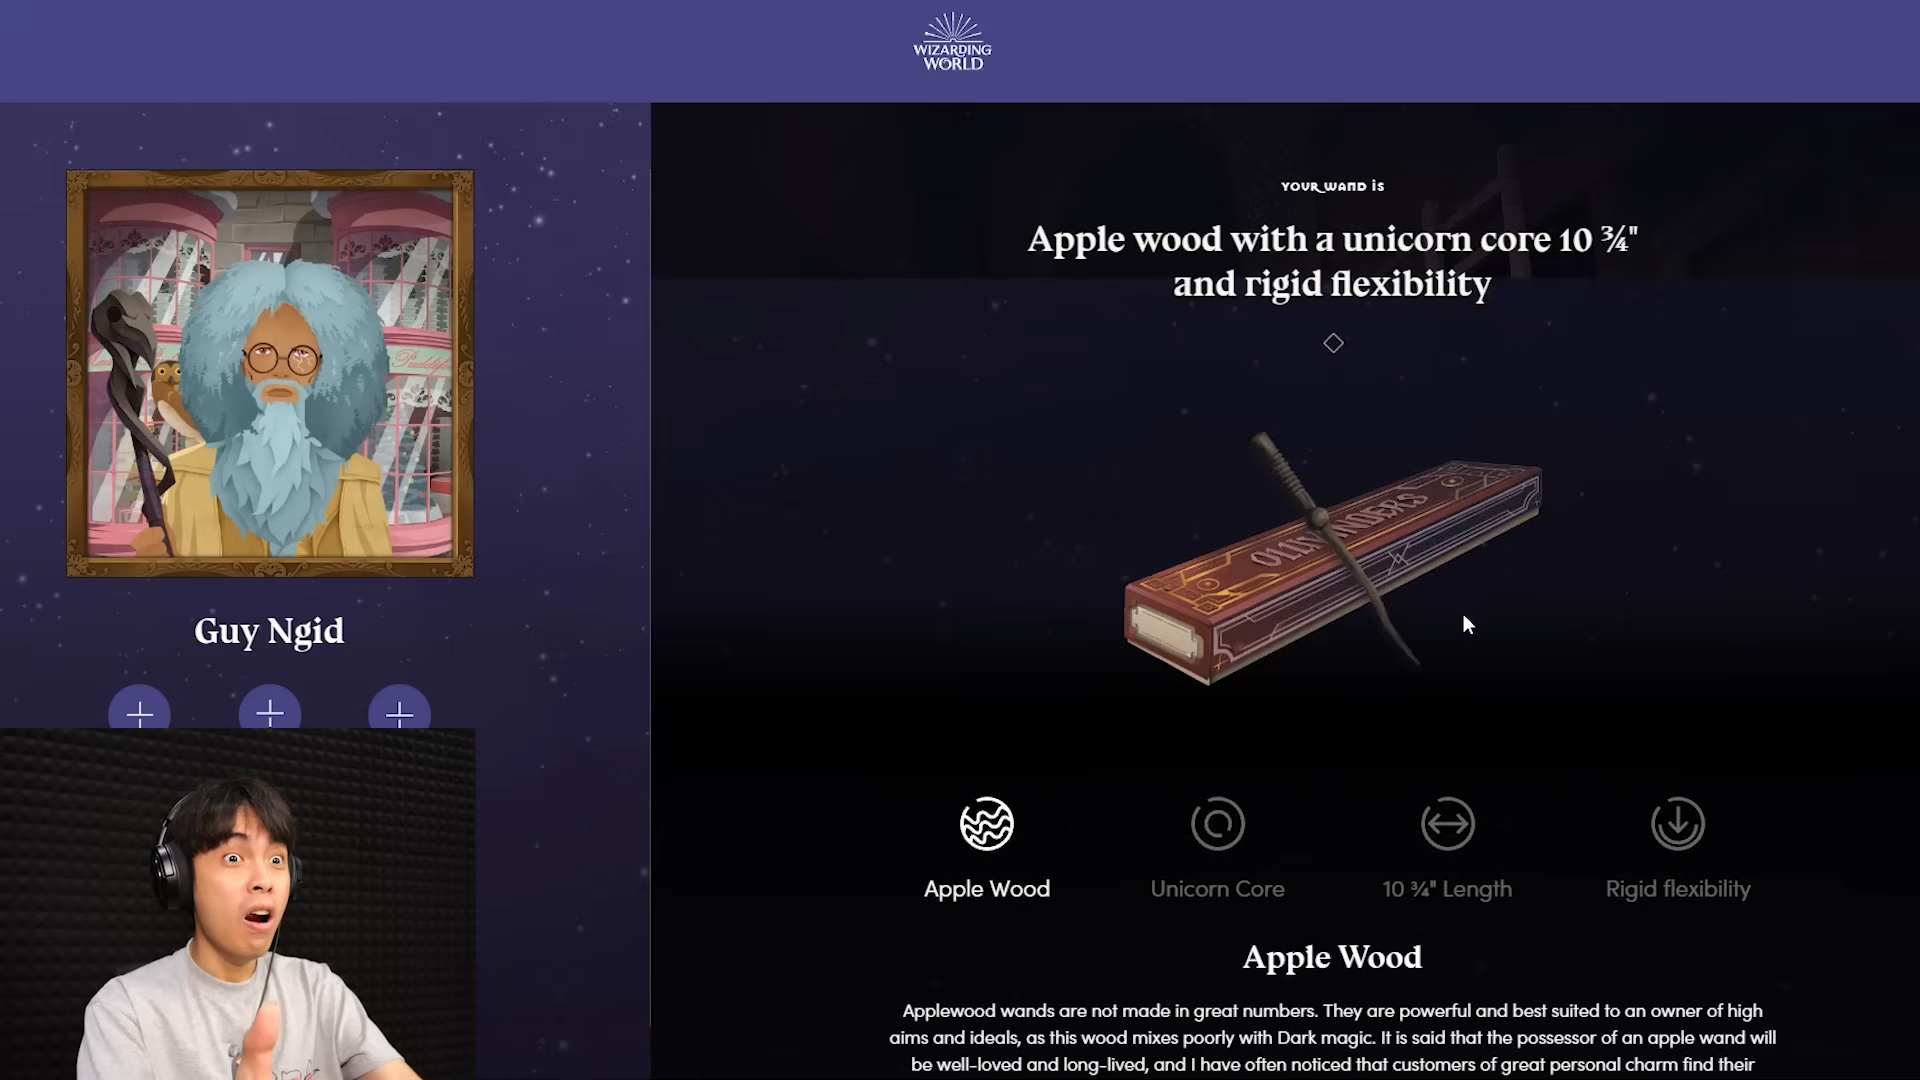 WIZARDING
WORLD
YOUR WAND IS
Apple wood with a unicorn core 10 ¾"
and rigid flexibility
Guy Ngid
OLLIVANDERS
Apple Wood
Unicorn Core
10 ¾" Length
Rigid flexibility
Apple Wood
Applewood wands are not made in great numbers. They are powerful and best suited to an owner of high
aims and ideals, as this wood mixes poorly with Dark magic. It is said that the possessor of an apple wand will
be well-loved and long-lived, and I have often noticed that customers of great personal charm find their